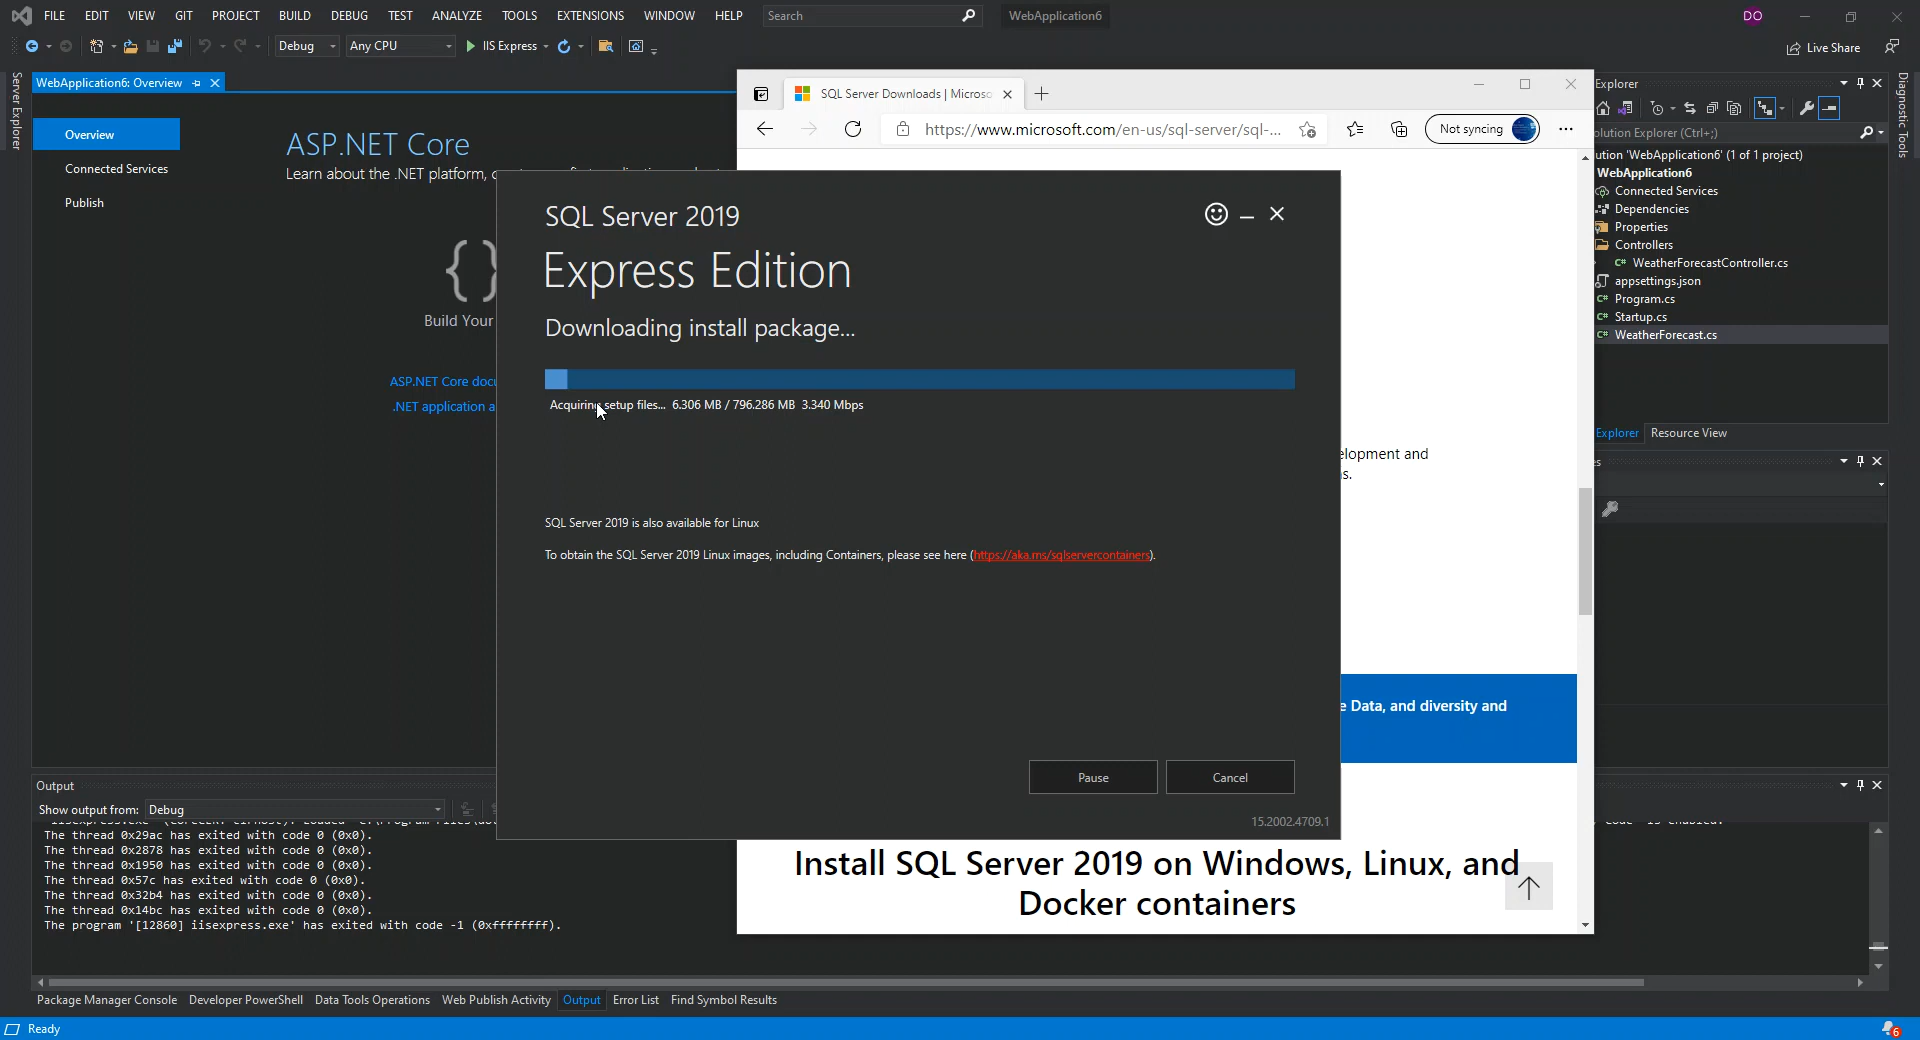 FILE EDIT VIEW GIT PROJECT BUILD DEBUG TEST ANALYZE TOOLS EXTENSIONS WINDOW HELP Search WebApplication6 DO
Debug Any CPU IIS Express Live Share
Server Explorer
WebApplication6: Overview
Overview
Connected Services
Publish
ASP.NET Core
Learn about the .NET platform,
Build Your
ASP.NET Core docu
.NET application a
SQL Server Downloads | Microso
https://www.microsoft.com/en-us/sql-server/sql-... Not syncing
SQL Server 2019
Express Edition
Downloading install package...
Acquiring setup files... 6.306 MB / 796.286 MB 3.340 Mbps
SQL Server 2019 is also available for Linux
To obtain the SQL Server 2019 Linux images, including Containers, please see here (https://aka.ms/sqlservercontainers).
Pause Cancel
15.2002.4709.1
elopment and
s.
e Data, and diversity and
Install SQL Server 2019 on Windows, Linux, and
Docker containers
Explorer
olution Explorer (Ctrl+;)
ution 'WebApplication6' (1 of 1 project)
WebApplication6
Connected Services
Dependencies
Properties
Controllers
C# WeatherForecastController.cs
appsettings.json
C# Program.cs
C# Startup.cs
C# WeatherForecast.cs
Explorer Resource View
es
Diagnostic Tools
Output
Show output from: Debug
The thread 0x29ac has exited with code 0 (0x0).
The thread 0x2878 has exited with code 0 (0x0).
The thread 0x1950 has exited with code 0 (0x0).
The thread 0x57c has exited with code 0 (0x0).
The thread 0x32b4 has exited with code 0 (0x0).
The thread 0x14bc has exited with code 0 (0x0).
The program '[12860] iisexpress.exe' has exited with code -1 (0xffffffff).
Package Manager Console Developer PowerShell Data Tools Operations Web Publish Activity Output Error List Find Symbol Results
Ready 6